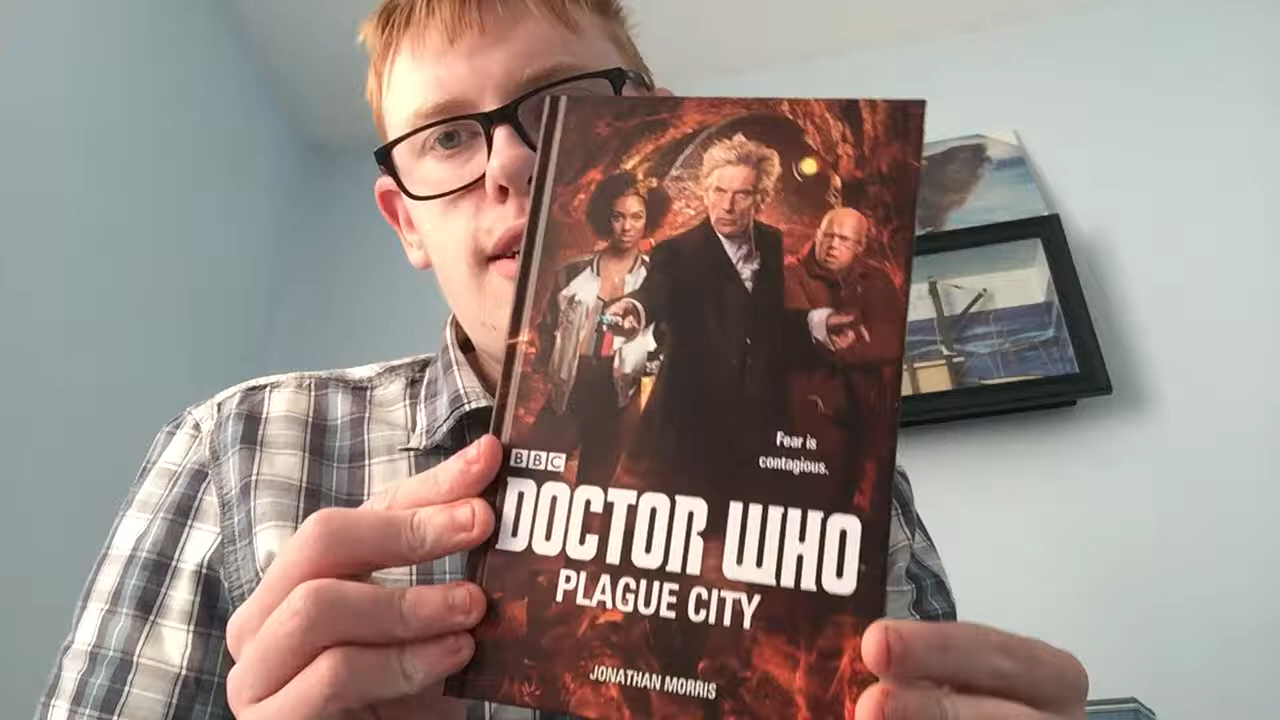 Fear is
contagious.
BBC
DOCTOR WHO
PLAGUE CITY
JONATHAN MORRIS